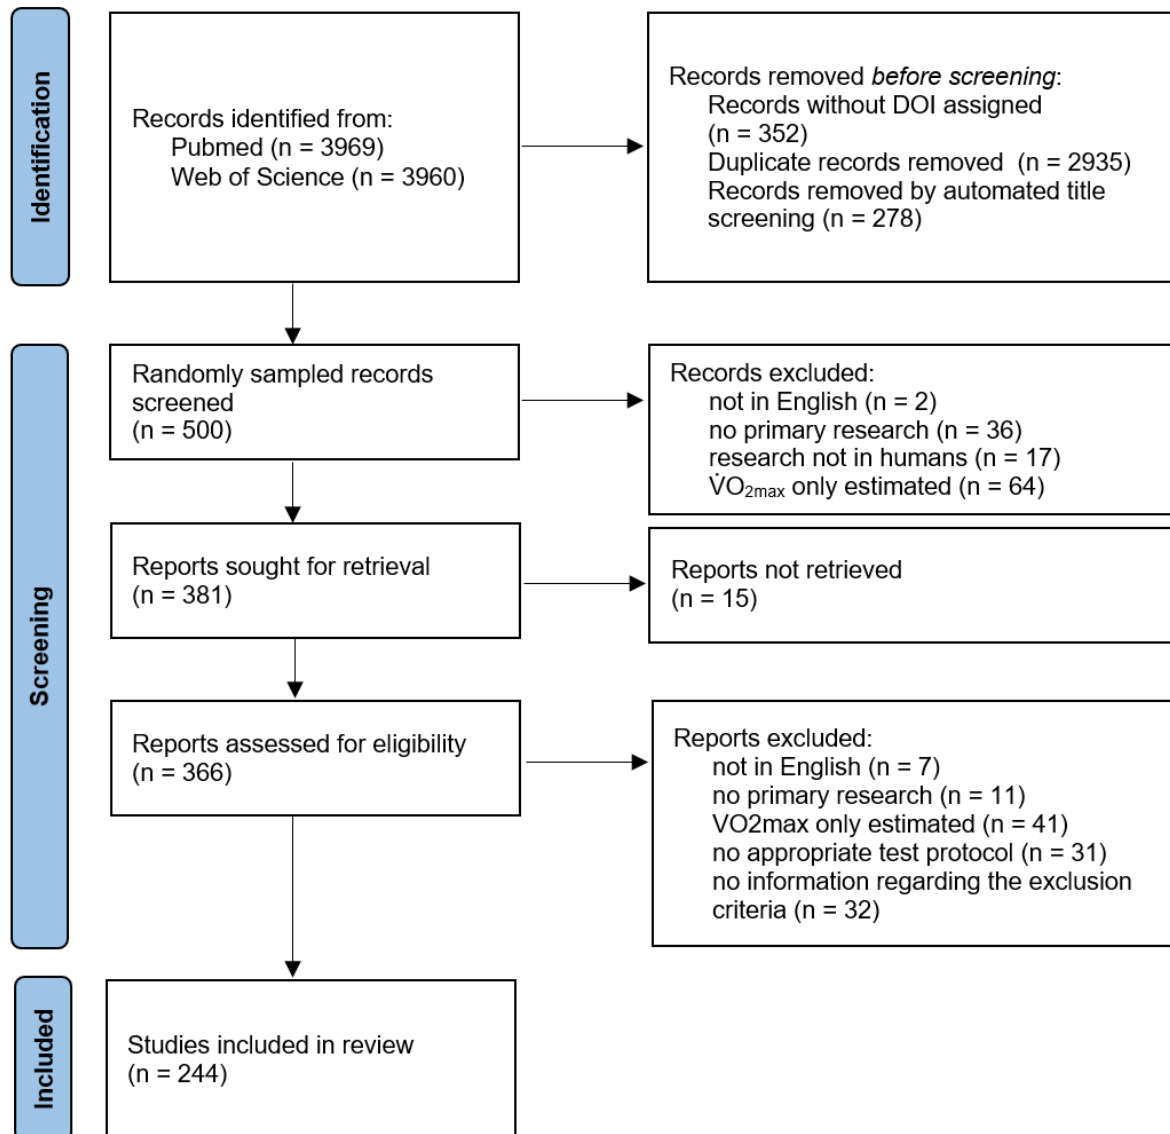 Identification
Records identified from:
Pubmed (n = 3969)
Web of Science (n = 3960)
Records removed before screening:
Records without DOI assigned
(n = 352)
Duplicate records removed  (n = 2935)
Records removed by automated title
screening (n = 278)
Screening
Randomly sampled records
screened
(n = 500)
Records excluded:
not in English (n = 2)
no primary research (n = 36)
research not in humans (n = 17)
V̇O₂ₘₐₓ only estimated (n = 64)
Reports sought for retrieval
(n = 381)
Reports not retrieved
(n = 15)
Reports assessed for eligibility
(n = 366)
Reports excluded:
not in English (n = 7)
no primary research (n = 11)
VO2max only estimated (n = 41)
no appropriate test protocol (n = 31)
no information regarding the exclusion
criteria (n = 32)
Included
Studies included in review
(n = 244)